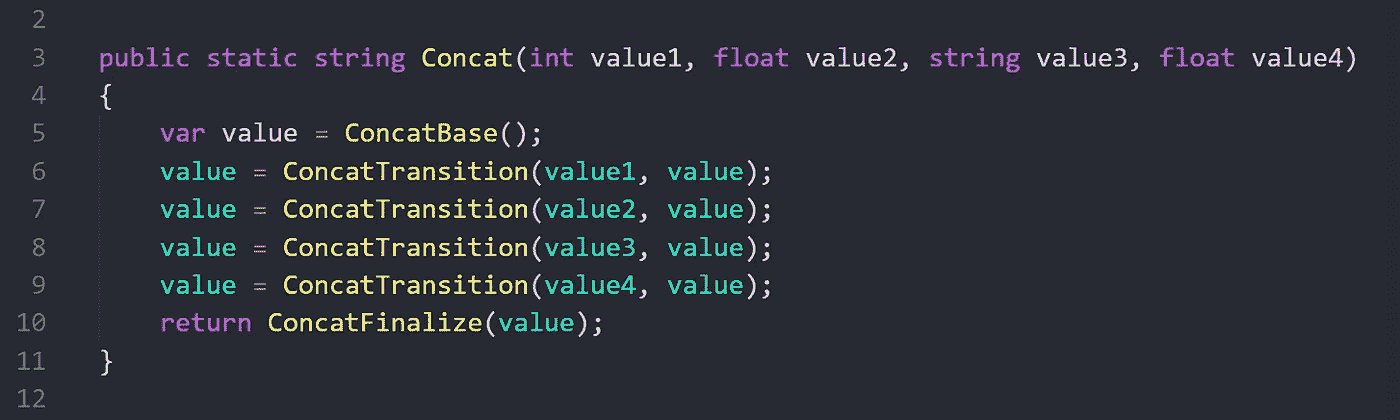 2
3 public static string Concat(int value1, float value2, string value3, float value4)
4 {
5     var value = ConcatBase();
6     value = ConcatTransition(value1, value);
7     value = ConcatTransition(value2, value);
8     value = ConcatTransition(value3, value);
9     value = ConcatTransition(value4, value);
10     return ConcatFinalize(value);
11 }
12